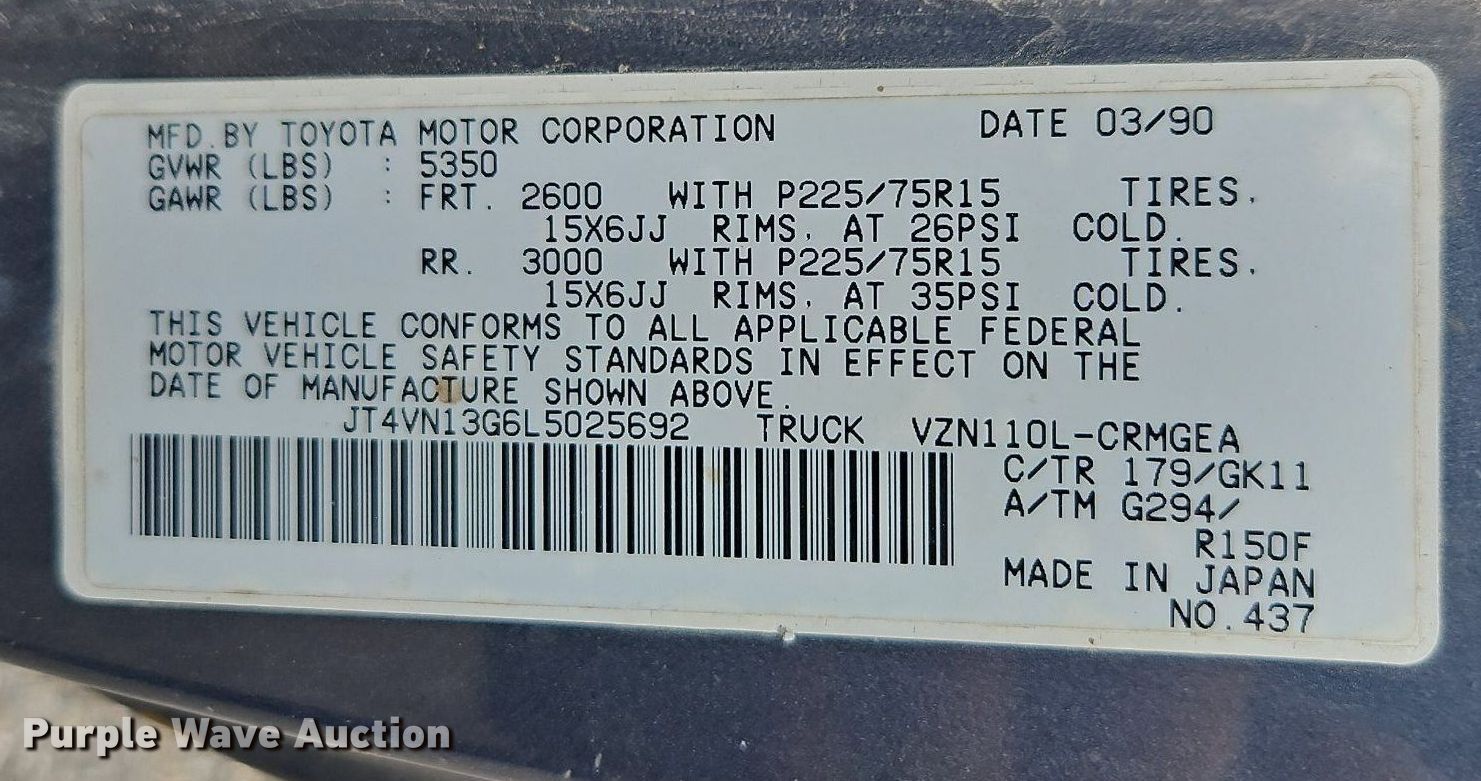 MFD.BY TOYOTA MOTOR CORPORATION DATE 03/90
GVWR (LBS) : 5350
GAWR (LBS) : FRT. 2600 WITH P225/75R15 TIRES,
15X6JJ RIMS, AT 26PSI COLD.
RR. 3000 WITH P225/75R15 TIRES,
15X6JJ RIMS, AT 35PSI COLD.
THIS VEHICLE CONFORMS TO ALL APPLICABLE FEDERAL
MOTOR VEHICLE SAFETY STANDARDS IN EFFECT ON THE
DATE OF MANUFACTURE SHOWN ABOVE.
JT4VN13G6L5025692 TRUCK VZN110L-CRMGEA
C/TR 179/GK11
A/TM G294/
R150F
MADE IN JAPAN
NO.437
Purple Wave Auction